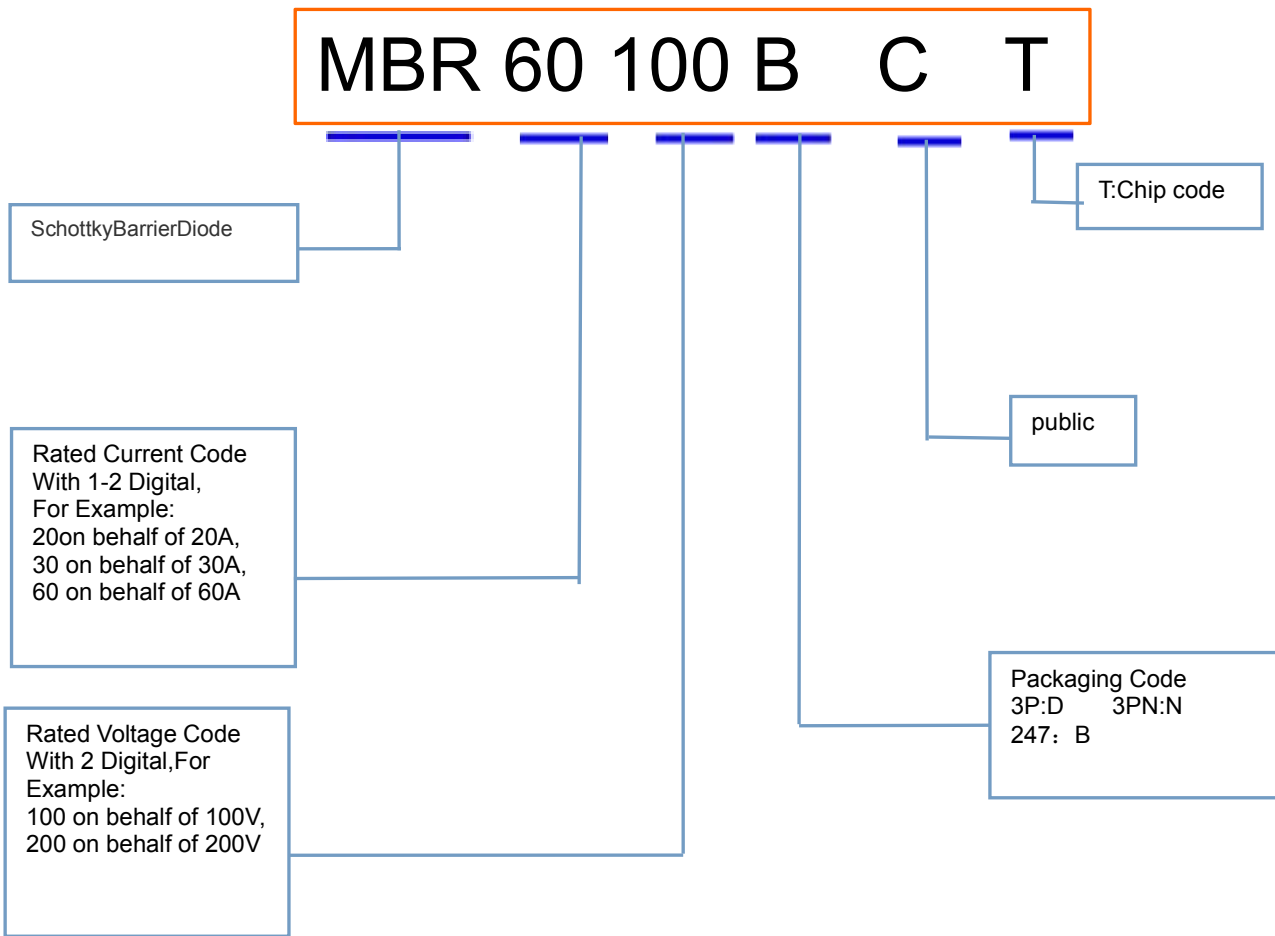 MBR 60 100 B C T
T:Chip code
SchottkyBarrierDiode
public
Rated Current Code
With 1-2 Digital,
For Example:
20on behalf of 20A,
30 on behalf of 30A,
60 on behalf of 60A
Packaging Code
3P:D 3PN:N
247：B
Rated Voltage Code
With 2 Digital,For
Example:
100 on behalf of 100V,
200 on behalf of 200V